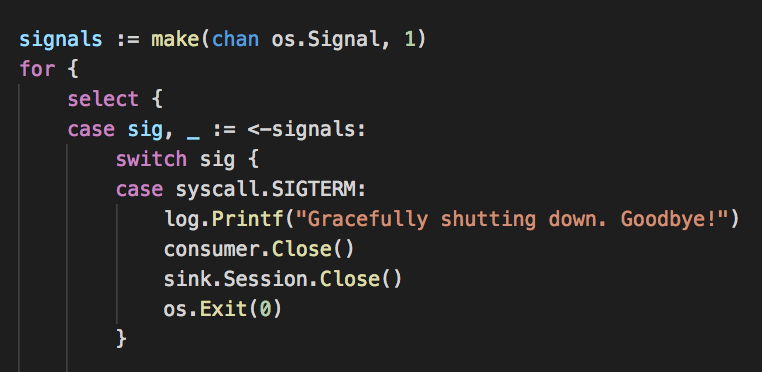 signals := make(chan os.Signal, 1)
for {
    select {
    case sig, _ := <-signals:
        switch sig {
        case syscall.SIGTERM:
            log.Printf("Gracefully shutting down. Goodbye!")
            consumer.Close()
            sink.Session.Close()
            os.Exit(0)
        }